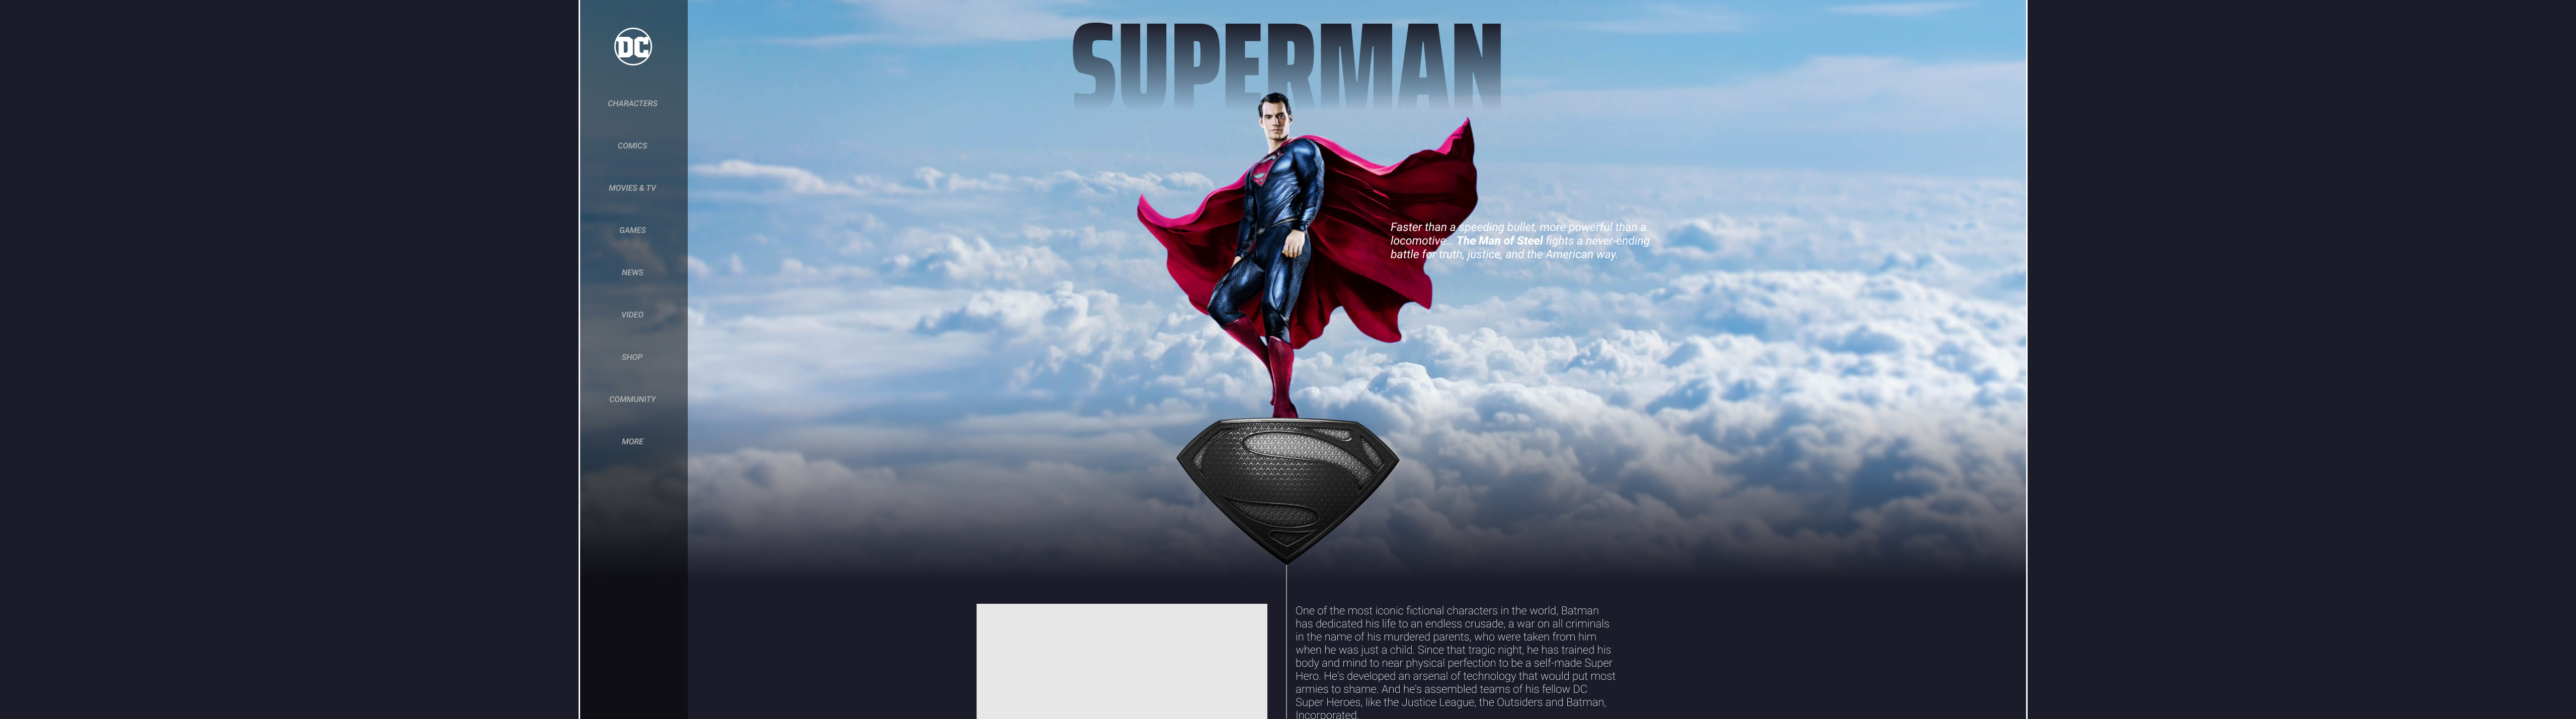 DC
CHARACTERS
COMICS
MOVIES & TV
GAMES
NEWS
VIDEO
SHOP
COMMUNITY
MORE
SUPERMAN
Faster than a speeding bullet, more powerful than a
locomotive... The Man of Steel fights a never-ending
battle for truth, justice, and the American way.
One of the most iconic fictional characters in the world, Batman
has dedicated his life to an endless crusade, a war on all criminals
in the name of his murdered parents, who were taken from him
when he was just a child. Since that tragic night, he has trained his
body and mind to near physical perfection to be a self-made Super
Hero. He's developed an arsenal of technology that would put most
armies to shame. And he's assembled teams of his fellow DC
Super Heroes, like the Justice League, the Outsiders and Batman,
Incorporated.